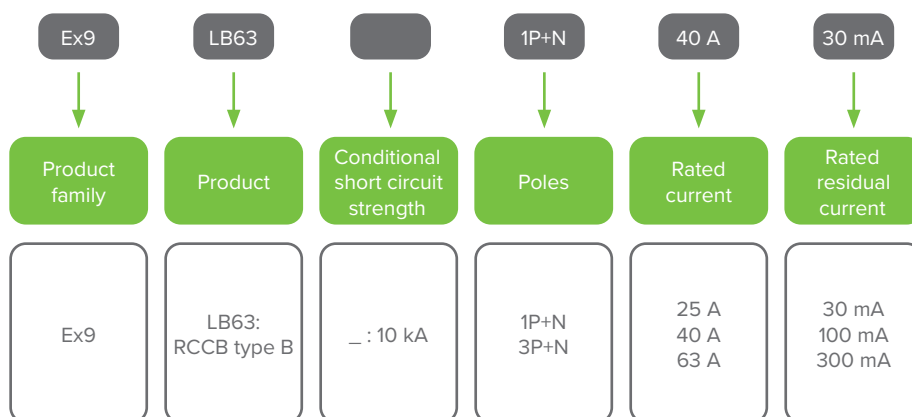 Ex9
LB63
1P+N
40 A
30 mA
Product
family
Product
Conditional
short circuit
strength
Poles
Rated
current
Rated
residual
current
Ex9
LB63:
RCCB type B
_ : 10 kA
1P+N
3P+N
25 A
40 A
63 A
30 mA
100 mA
300 mA